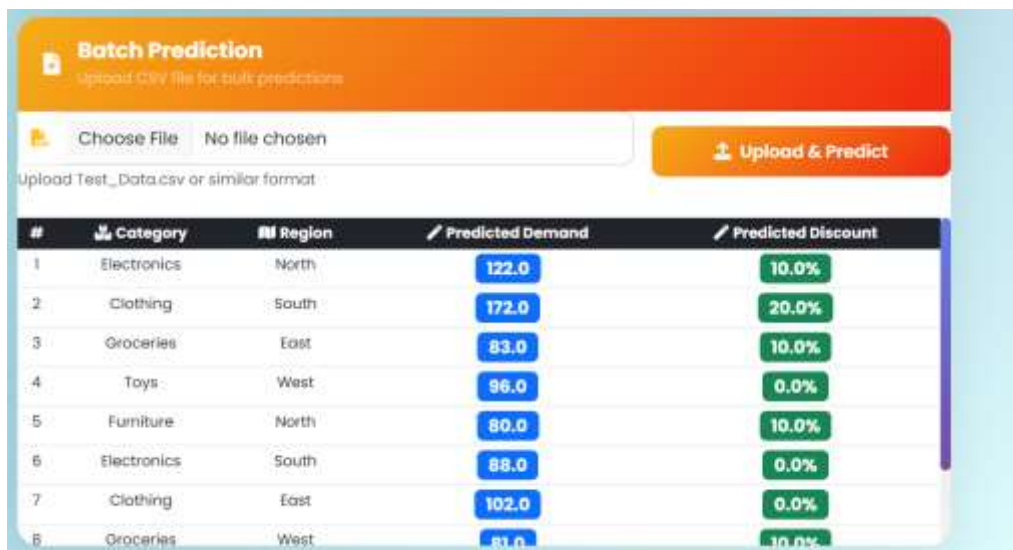 Batch Prediction
Upload CSV file for bulk predictions
Choose File No file chosen
Upload & Predict
Upload Test_Data.csv or similar format
# Category Region Predicted Demand Predicted Discount
1 Electronics North 122.0 10.0%
2 Clothing South 172.0 20.0%
3 Groceries East 83.0 10.0%
4 Toys West 96.0 0.0%
5 Furniture North 80.0 10.0%
6 Electronics South 88.0 0.0%
7 Clothing East 102.0 0.0%
8 Groceries West 81.0 10.0%